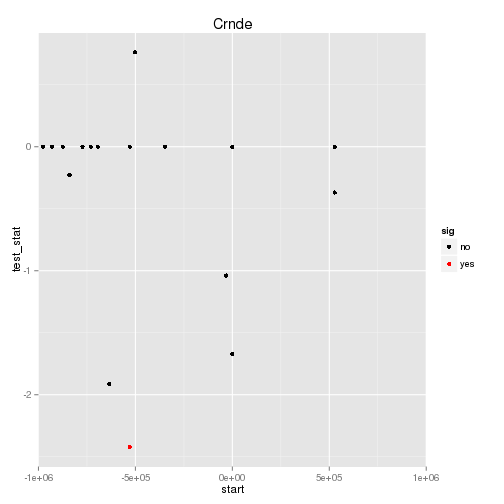 Crnde
test_stat
0
-1
-2
-1e+06
-5e+05
0e+00
5e+05
1e+06
start
sig
no
yes